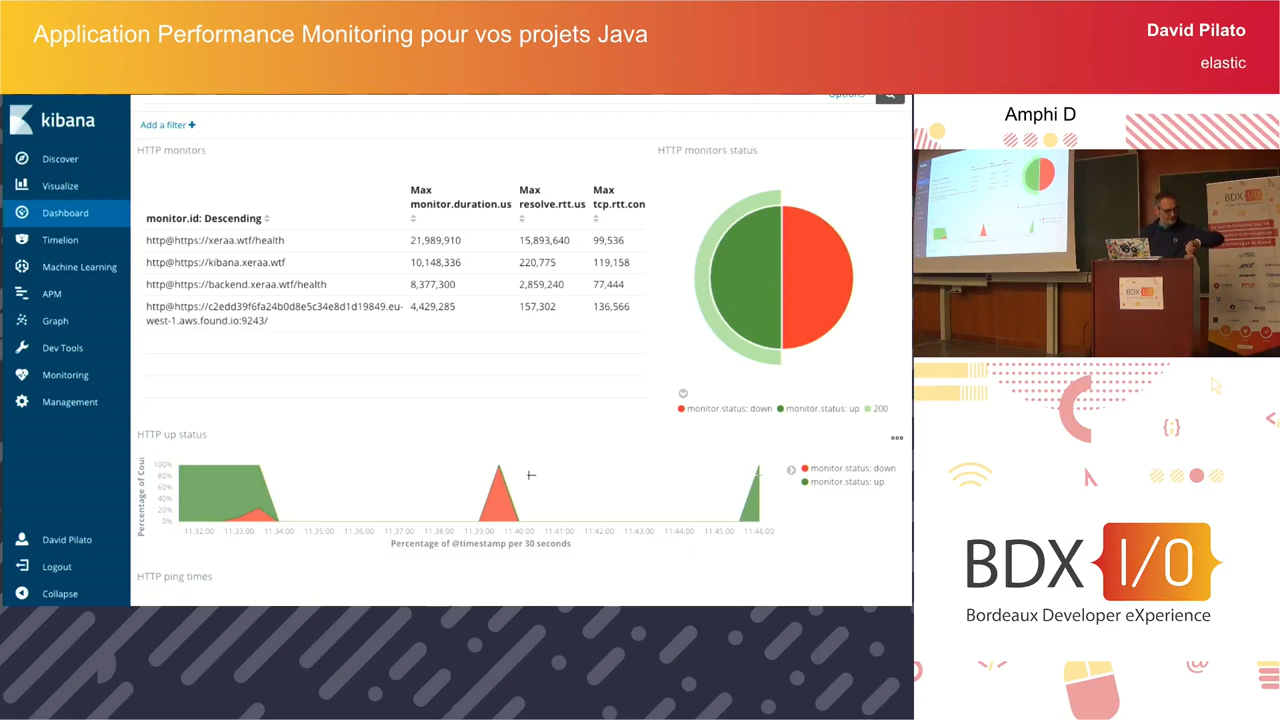 Application Performance Monitoring pour vos projets Java
David Pilato
elastic
Amphi D
kibana
Discover
Visualize
Dashboard
Timelion
Machine Learning
APM
Graph
Dev Tools
Monitoring
Management
David Pilato
Logout
Collapse
Options
Add a filter +
HTTP monitors
monitor.id: Descending
Max monitor.duration.us
Max resolve.rtt.us
Max tcp.rtt.con
http@https://xeraa.wtf/health 21,989,910 15,893,640 99,536
http@https://kibana.xeraa.wtf 10,148,336 220,775 119,158
http@https://backend.xeraa.wtf/health 8,377,300 2,859,240 77,444
http@https://c2edd39f6fa24b0d8e5c34e8d1d19849.eu- 4,429,285 157,302 136,566
west-1.aws.found.io:9243/
HTTP monitors status
monitor.status: down monitor.status: up 200
HTTP up status
Percentage of Coui
100%
80%
60%
40%
20%
0%
11:32:00 11:33:00 11:34:00 11:35:00 11:36:00 11:37:00 11:38:00 11:39:00 11:40:00 11:41:00 11:42:00 11:43:00 11:44:00 11:45:00 11:46:00
Percentage of @timestamp per 30 seconds
monitor.status: down
monitor.status: up
HTTP ping times
BDX I/O
BDX I/O
BDX I/O
Bordeaux Developer eXperience